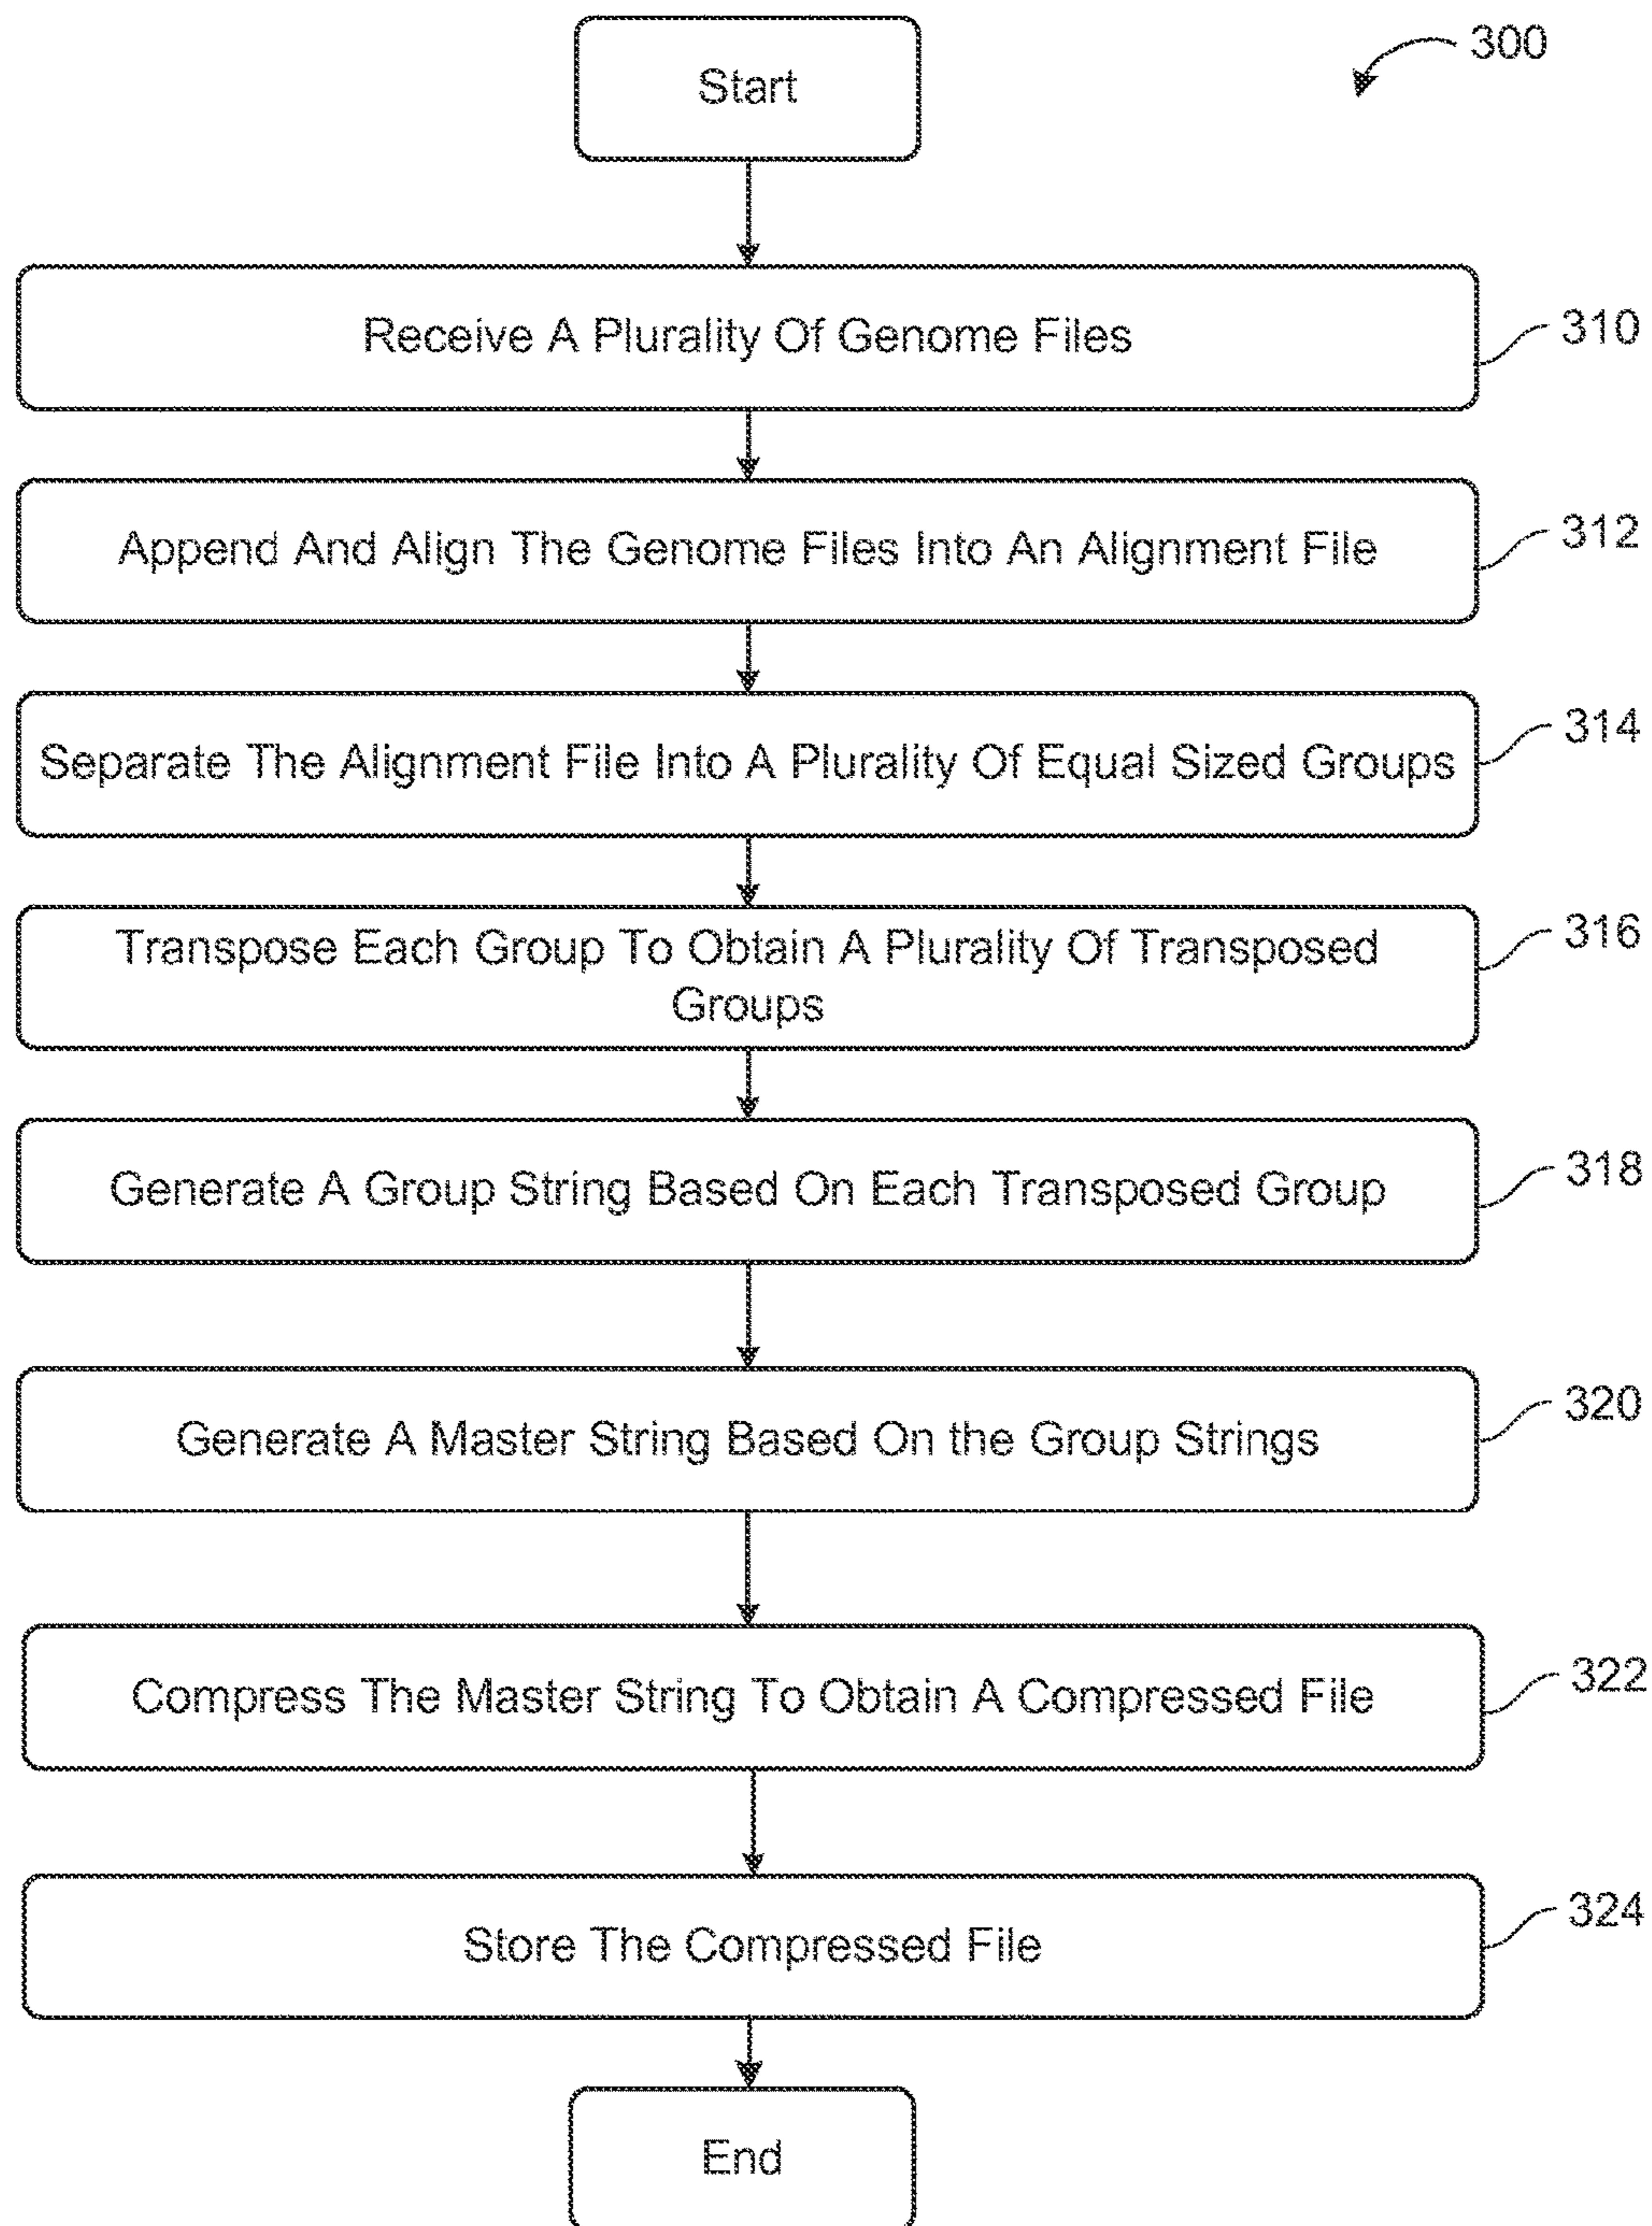 300
Start
Receive A Plurality Of Genome Files
310
Append And Align The Genome Files Into An Alignment File
312
Separate The Alignment File Into A Plurality Of Equal Sized Groups
314
Transpose Each Group To Obtain A Plurality Of Transposed
Groups
316
Generate A Group String Based On Each Transposed Group
318
Generate A Master String Based On the Group Strings
320
Compress The Master String To Obtain A Compressed File
322
Store The Compressed File
324
End